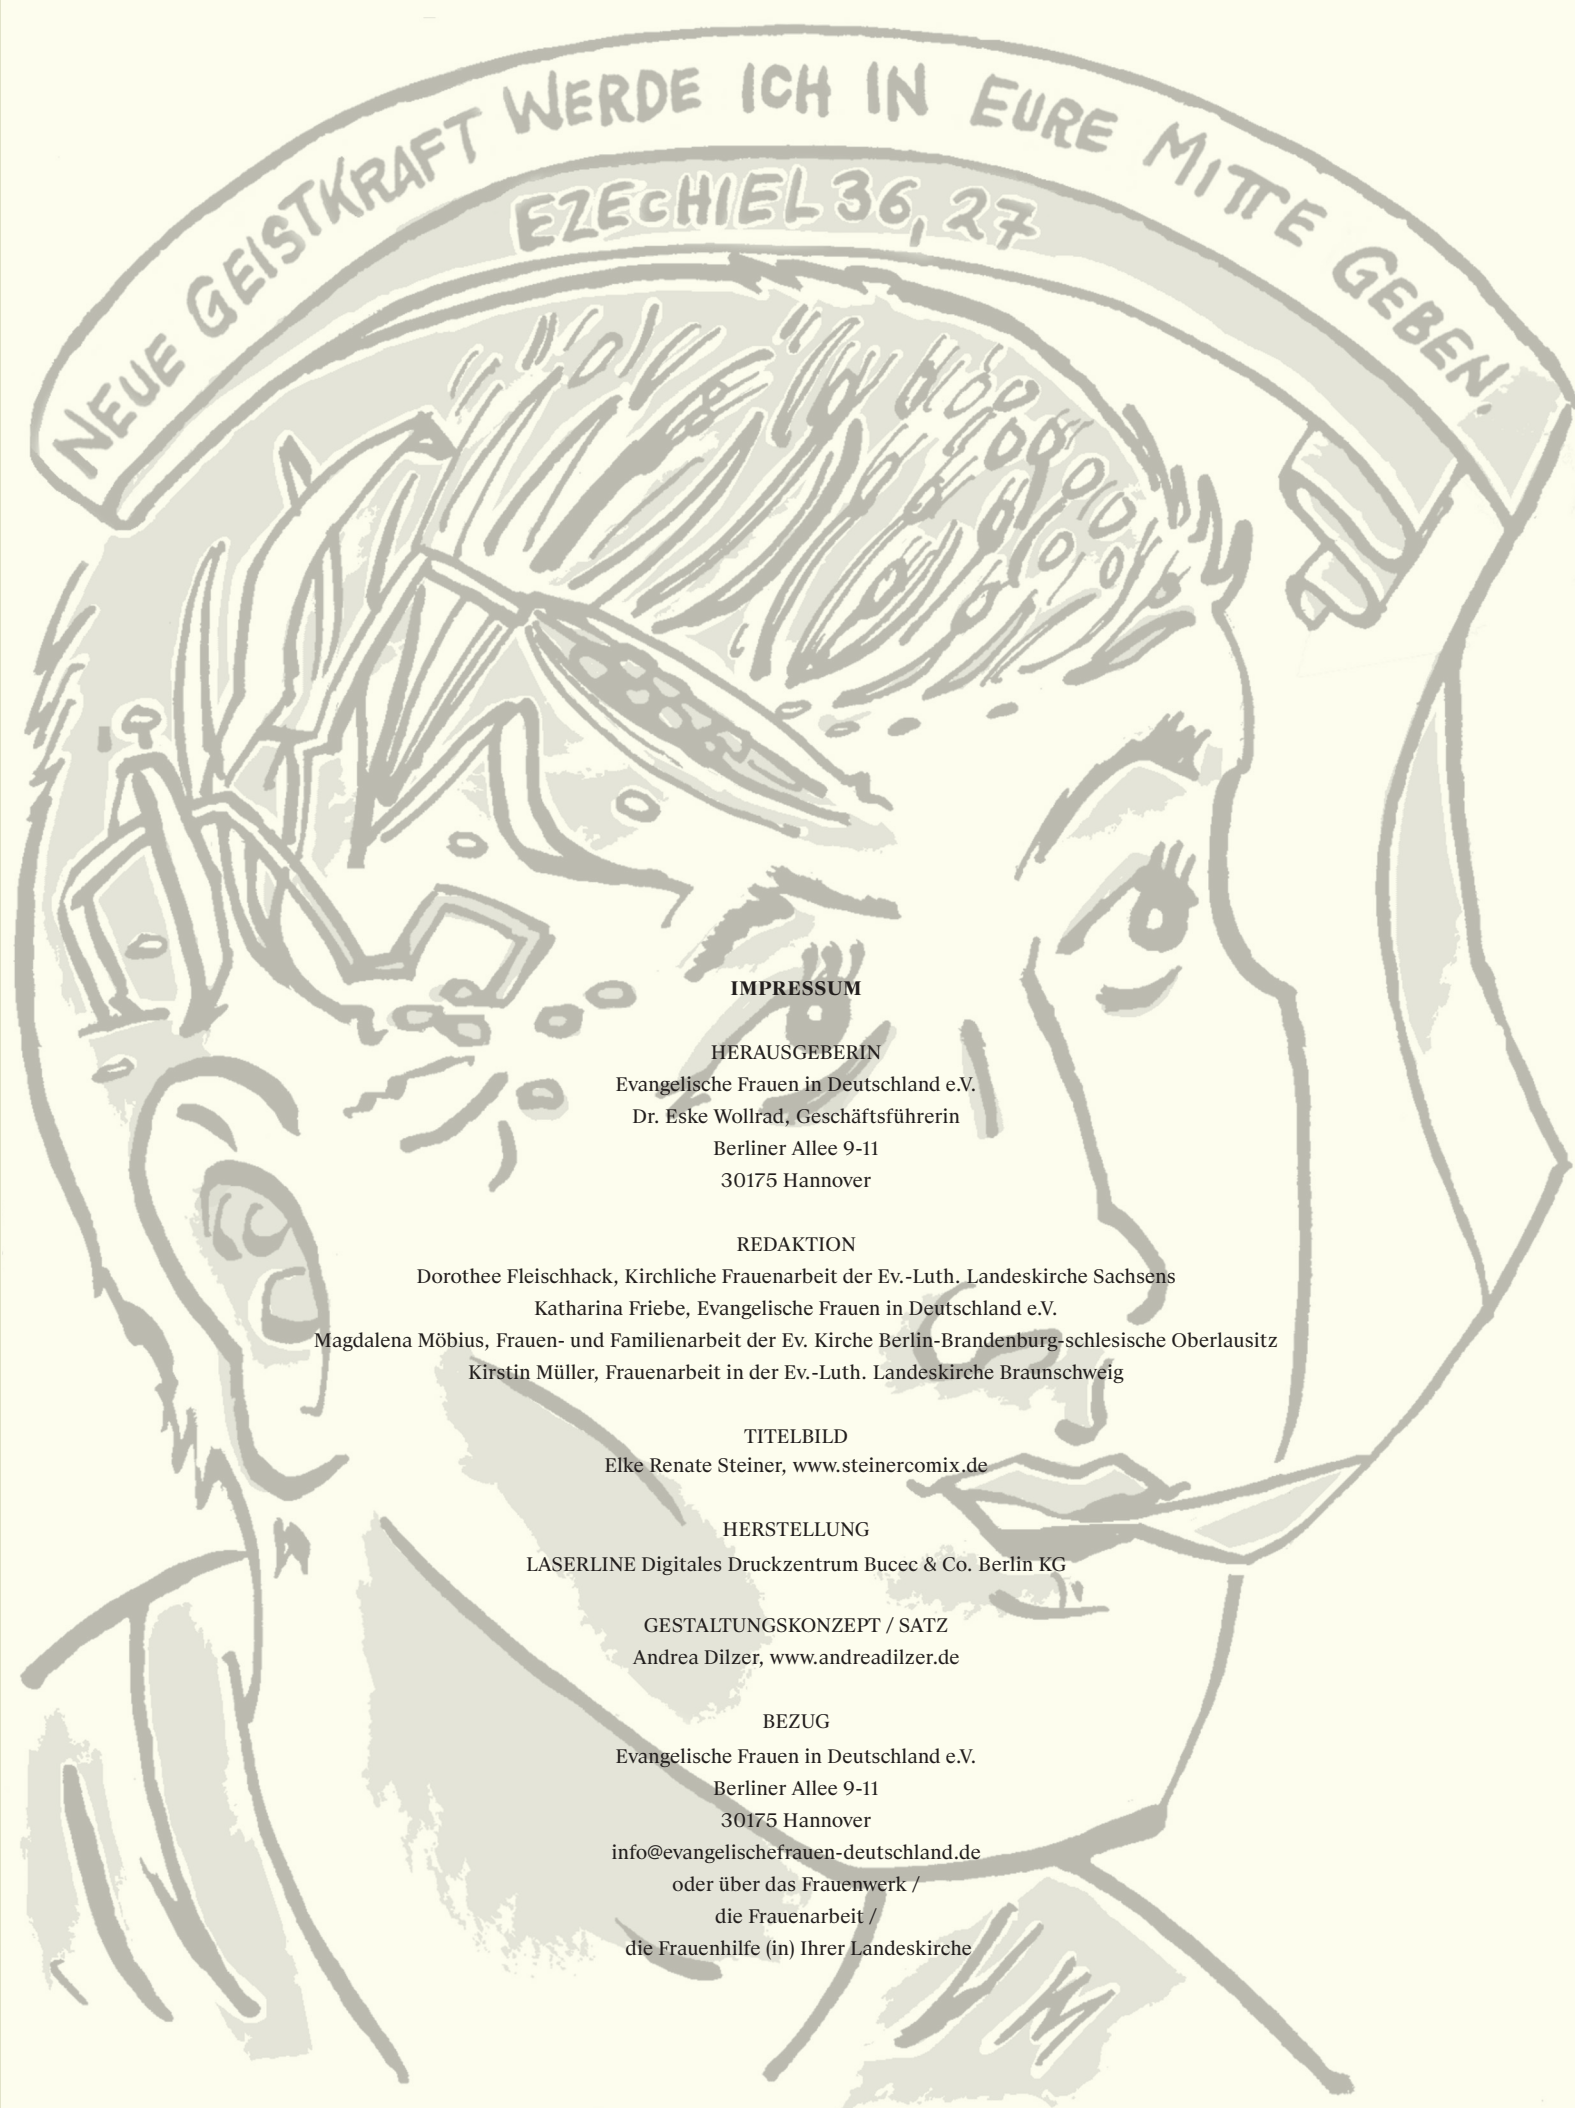 NEUE GEISTKRAFT WERDE ICH IN EURE MITTE GEBEN.
EZECHIEL 36, 27
IMPRESSUM
HERAUSGEBERIN
Evangelische Frauen in Deutschland e.V.
Dr. Eske Wollrad, Geschäftsführerin
Berliner Allee 9-11
30175 Hannover
REDAKTION
Dorothee Fleischhack, Kirchliche Frauenarbeit der Ev.-Luth. Landeskirche Sachsens
Katharina Friebe, Evangelische Frauen in Deutschland e.V.
Magdalena Möbius, Frauen- und Familienarbeit der Ev. Kirche Berlin-Brandenburg-schlesische Oberlausitz
Kirstin Müller, Frauenarbeit in der Ev.-Luth. Landeskirche Braunschweig
TITELBILD
Elke Renate Steiner, www.steinercomix.de
HERSTELLUNG
LASERLINE Digitales Druckzentrum Bucec & Co. Berlin KG
GESTALTUNGSKONZEPT / SATZ
Andrea Dilzer, www.andreadilzer.de
BEZUG
Evangelische Frauen in Deutschland e.V.
Berliner Allee 9-11
30175 Hannover
info@evangelischefrauen-deutschland.de
oder über das Frauenwerk /
die Frauenarbeit /
die Frauenhilfe (in) Ihrer Landeskirche